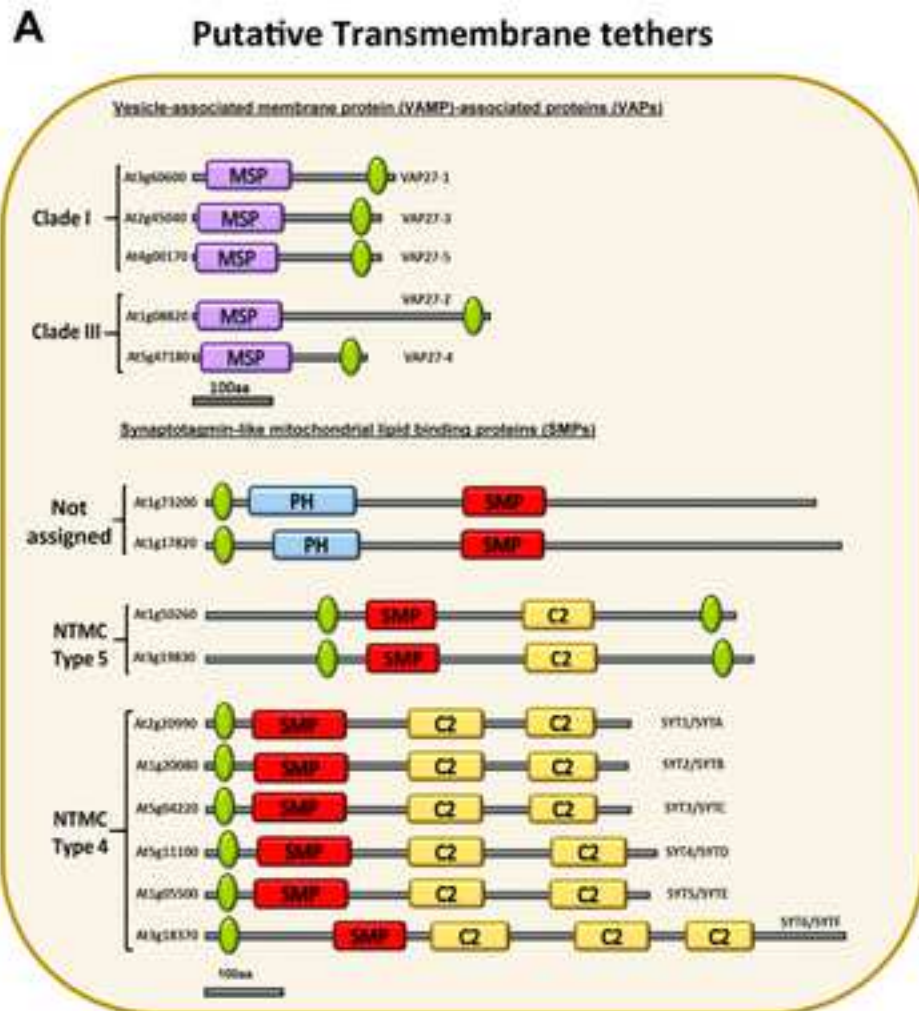 A
Putative Transmembrane tethers
Vesicle-associated membrane protein (VAMP)-associated proteins (VAPs)
Clade I
At3g60600 MSP VAP27-1
At2g45040 MSP VAP27-3
At4g00170 MSP VAP27-5
Clade III
At1g08820 MSP VAP27-2
At5g47180 MSP VAP27-4
100aa
Synaptotagmin-like mitochondrial lipid binding proteins (SMPs)
Not assigned
At1g73200 PH SMP
At1g17820 PH SMP
NTMC Type 5
At1g50260 SMP C2
At3g19830 SMP C2
NTMC Type 4
At2g20990 SMP C2 C2 SYT1/SYTA
At1g20080 SMP C2 C2 SYT2/SYTB
At5g04220 SMP C2 C2 SYT3/SYTC
At5g11100 SMP C2 C2 SYT4/SYTD
At1g05500 SMP C2 C2 SYT5/SYTE
At3g18370 SMP C2 C2 C2 SYT6/SYTF
100aa